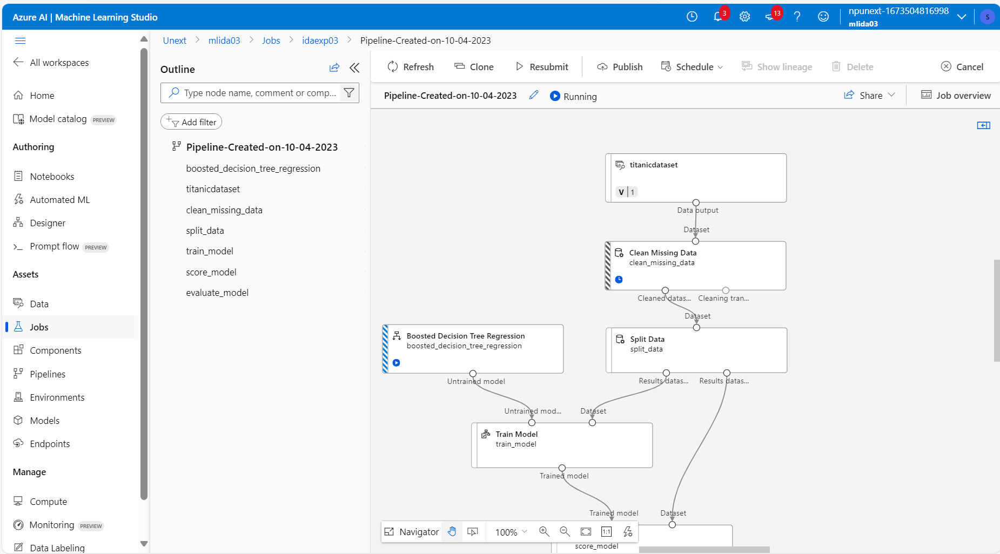 Azure AI | Machine Learning Studio
3
13
npunext-1673504816998
mlida03
S
Unext > mlida03 > Jobs > idaexp03 > Pipeline-Created-on-10-04-2023
All workspaces
Home
Model catalog PREVIEW
Authoring
Notebooks
Automated ML
Designer
Prompt flow PREVIEW
Assets
Data
Jobs
Components
Pipelines
Environments
Models
Endpoints
Manage
Compute
Monitoring PREVIEW
Data Labeling
Outline
Type node name, comment or comp...
Add filter
Pipeline-Created-on-10-04-2023
boosted_decision_tree_regression
titanicdataset
clean_missing_data
split_data
train_model
score_model
evaluate_model
Refresh Clone Resubmit Publish Schedule Show lineage Delete Cancel
Pipeline-Created-on-10-04-2023 Running Share Job overview
titanicdataset
V 1
Data output
Dataset
Clean Missing Data
clean_missing_data
Cleaned datas... Cleaning tran...
Dataset
Boosted Decision Tree Regression
boosted_decision_tree_regression
Untrained model
Split Data
split_data
Results datas... Results datas...
Untrained mod... Dataset
Train Model
train_model
Trained model
Trained model Dataset
Navigator 100% 1:1
score_model